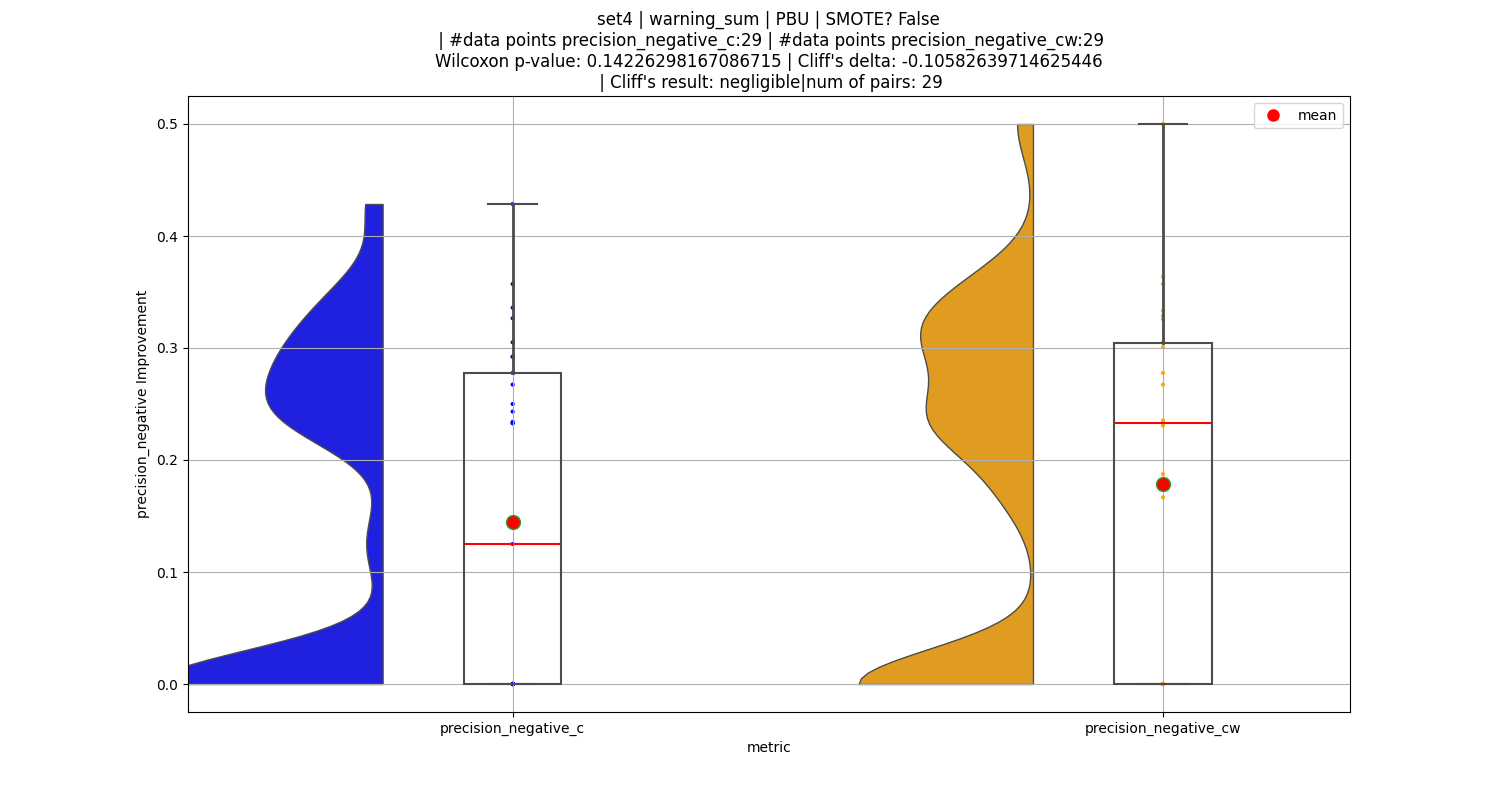 set4 | warning_sum | PBU | SMOTE? False
| #data points precision_negative_c:29 | #data points precision_negative_cw:29
Wilcoxon p-value: 0.14226298167086715 | Cliff's delta: -0.10582639714625446
| Cliff's result: negligible|num of pairs: 29
mean
0.5
0.4
0.3
0.2
0.1
0.0
precision_negative Improvement
precision_negative_c
precision_negative_cw
metric